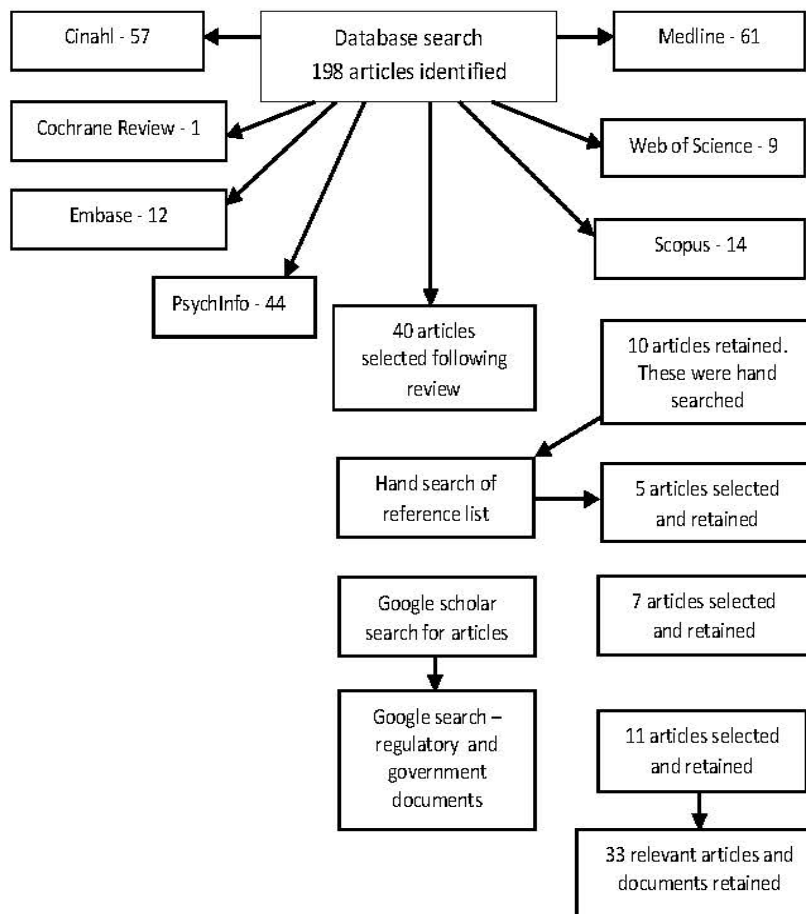 Cinahl - 57
Database search
198 articles identified
Medline - 61
Cochrane Review - 1
Web of Science - 9
Embase - 12
Scopus - 14
PsychInfo - 44
40 articles
selected following
review
10 articles retained.
These were hand
searched
Hand search of
reference list
5 articles selected
and retained
Google scholar
search for articles
7 articles selected
and retained
Google search –
regulatory and
government
documents
11 articles selected
and retained
33 relevant articles and
documents retained